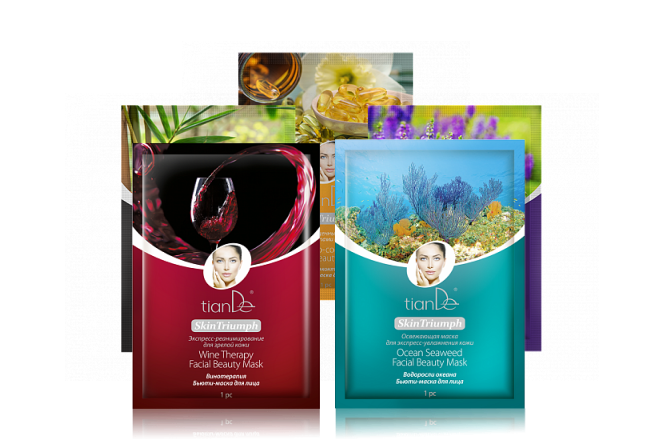 tianDe®
SkinTriumph
Экспресс-реанимирование
для зрелой кожи
Wine Therapy
Facial Beauty Mask
Винотерапия
Бьюти-маска для лица
1 pc
tianDe®
SkinTriumph
Освежающая маска
для экспресс-увлажнения кожи
Ocean Seaweed
Facial Beauty Mask
Водоросли океана
Бьюти-маска для лица
1 pc